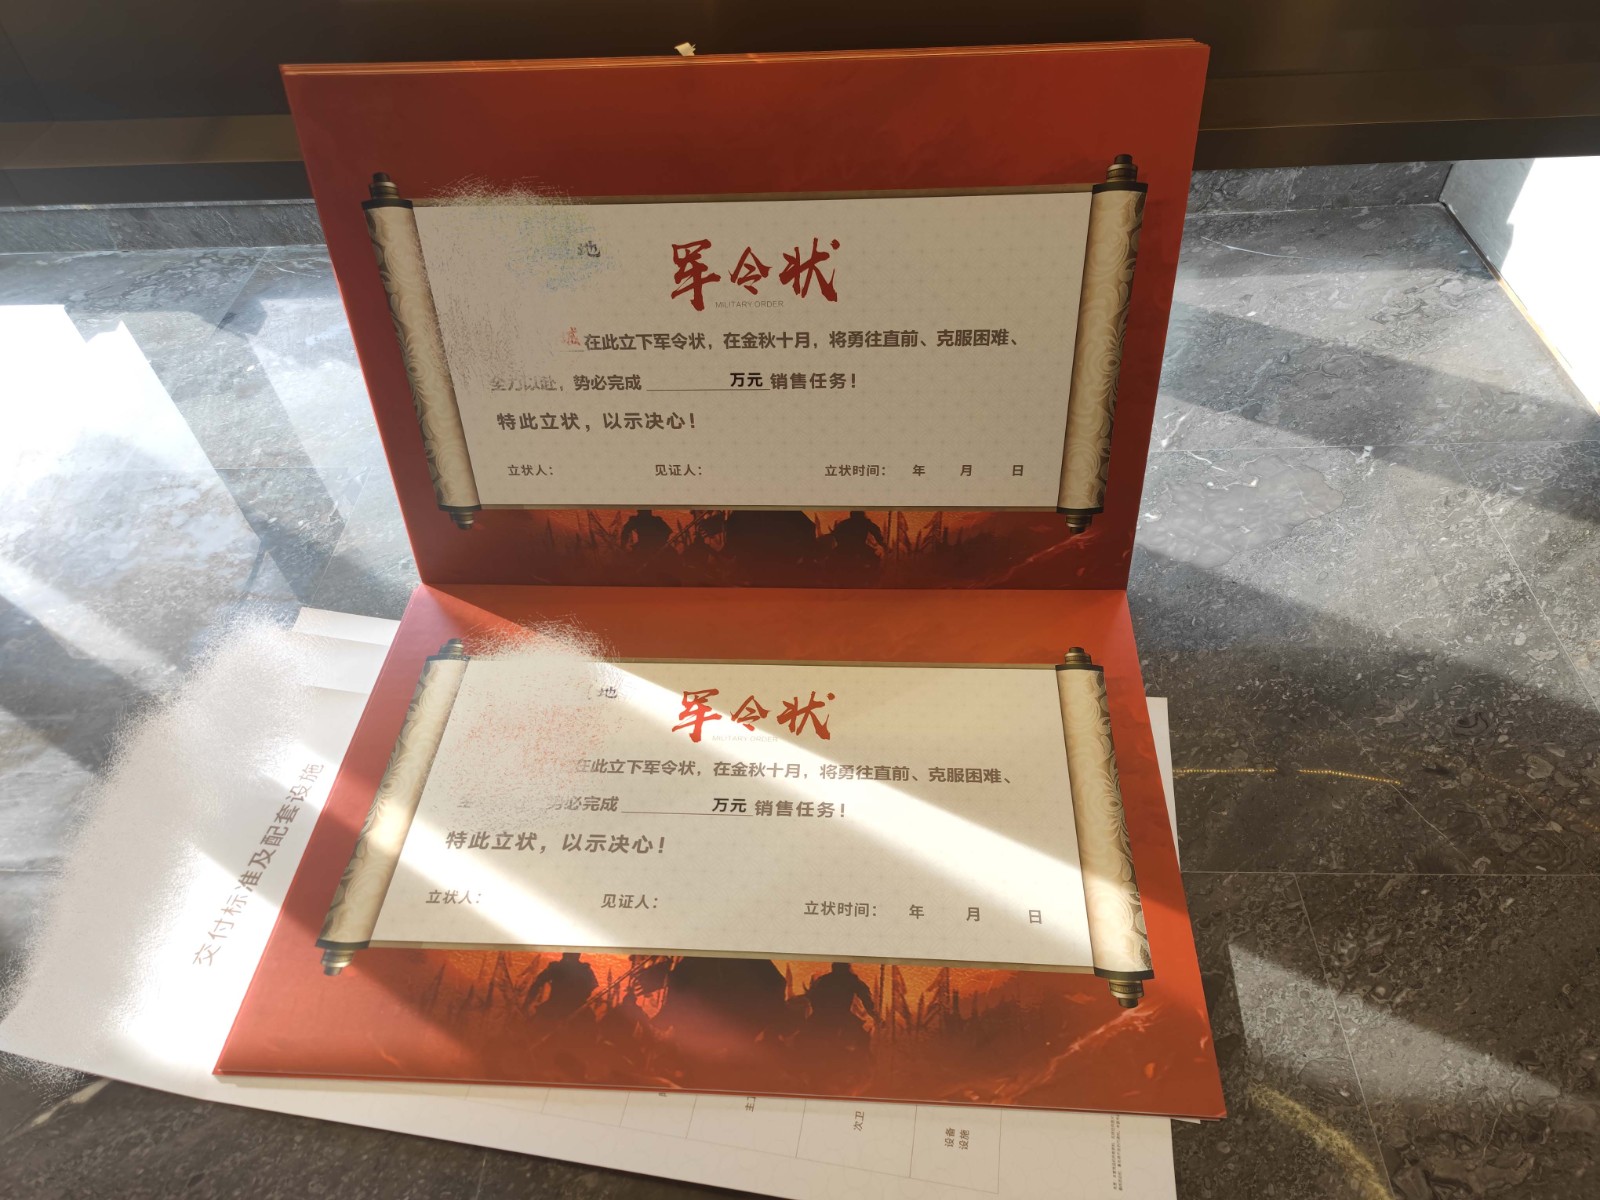 地
军令状
MILITARY ORDER
在此立下军令状，在金秋十月，将勇往直前、克服困难、
全力以赴，势必完成 万元 销售任务！
特此立状，以示决心！
立状人： 见证人： 立状时间： 年 月 日
地
军令状
MILITARY ORDER
在此立下军令状，在金秋十月，将勇往直前、克服困难、
势必完成 万元 销售任务！
特此立状，以示决心！
立状人： 见证人： 立状时间： 年 月 日
交付标准及配套设施
次卫
设备
设施